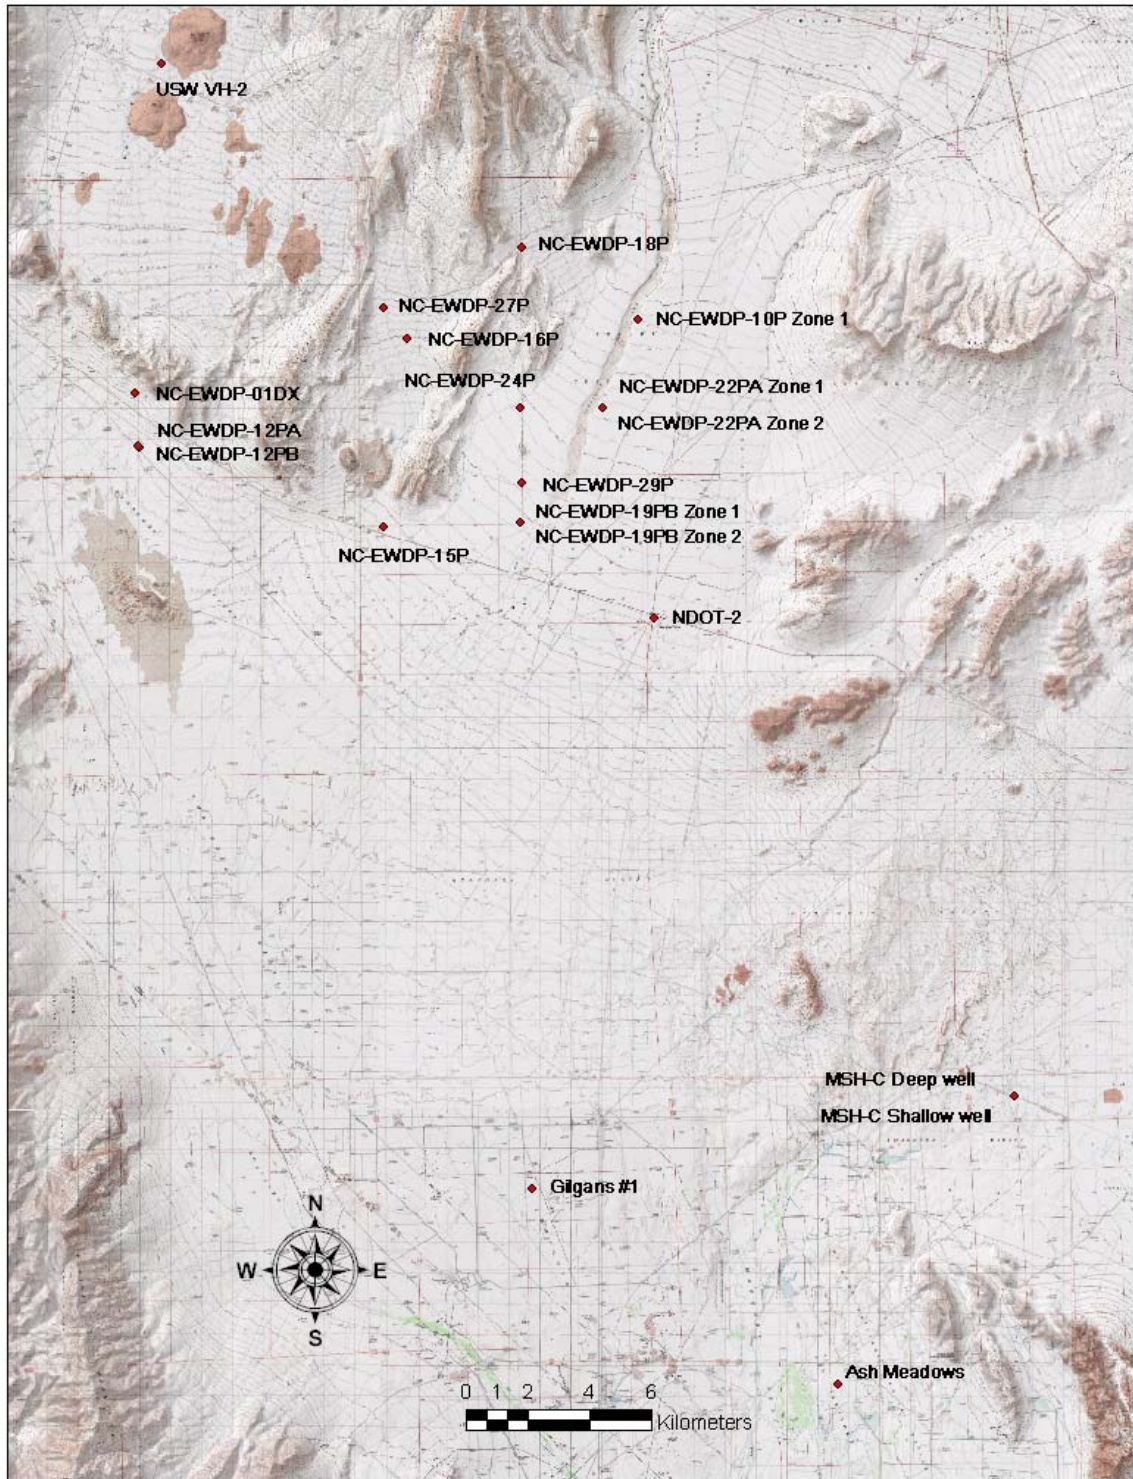 USW VH-2
NC-EWDP-18P
NC-EWDP-27P
NC-EWDP-10P Zone 1
NC-EWDP-16P
NC-EWDP-24P
NC-EWDP-01DX
NC-EWDP-22PA Zone 1
NC-EWDP-22PA Zone 2
NC-EWDP-12PA
NC-EWDP-12PB
NC-EWDP-29P
NC-EWDP-19PB Zone 1
NC-EWDP-19PB Zone 2
NC-EWDP-15P
NDOT-2
MSH-C Deep well
MSH-C Shallow well
Gilgans #1
N
W E
S
Ash Meadows
0 1 2 4 6
Kilometers